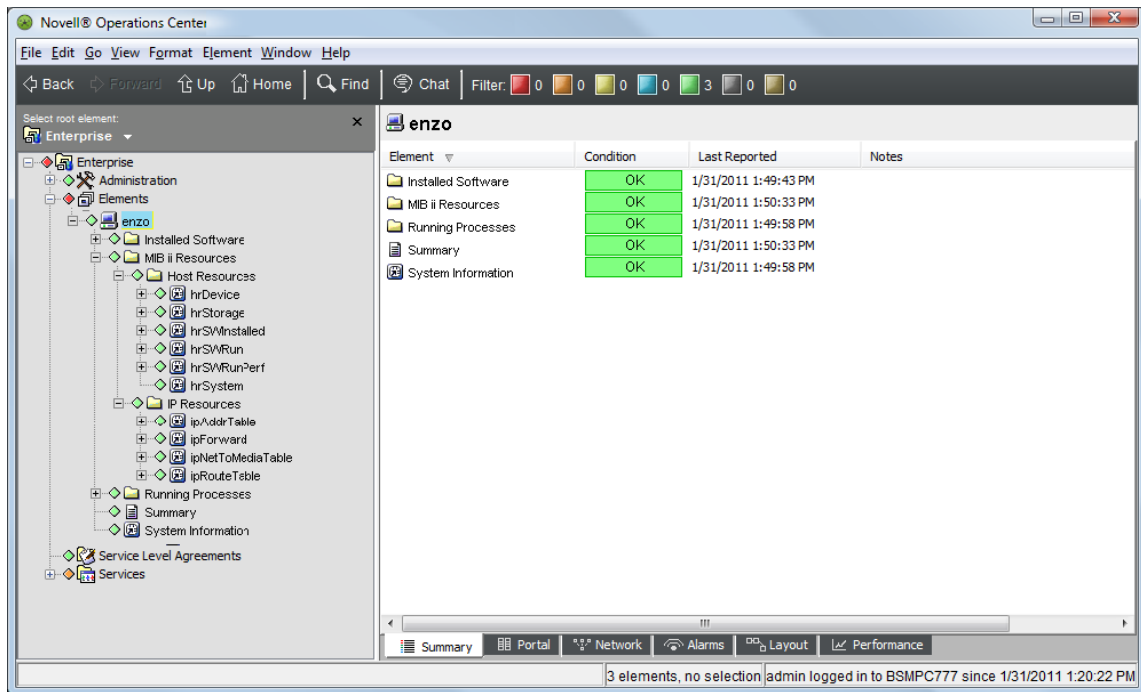 Novell® Operations Center
File Edit Go View Format Element Window Help
Back Forward Up Home Find Chat Filter: 0 0 0 0 3 0 0
Select root element:
Enterprise
Enterprise
Administration
Elements
enzo
Installed Software
MIB ii Resources
Host Resources
hrDevice
hrStorage
hrSWInstalled
hrSWRun
hrSWRunPerf
hrSystem
IP Resources
ipAddrTable
ipForward
ipNetToMediaTable
ipRouteTable
Running Processes
Summary
System Information
Service Level Agreements
Services
enzo
Element Condition Last Reported Notes
Installed Software OK 1/31/2011 1:49:43 PM
MIB ii Resources OK 1/31/2011 1:50:33 PM
Running Processes OK 1/31/2011 1:49:58 PM
Summary OK 1/31/2011 1:50:33 PM
System Information OK 1/31/2011 1:49:58 PM
Summary Portal Network Alarms Layout Performance
3 elements, no selection admin logged in to BSMPC777 since 1/31/2011 1:20:22 PM